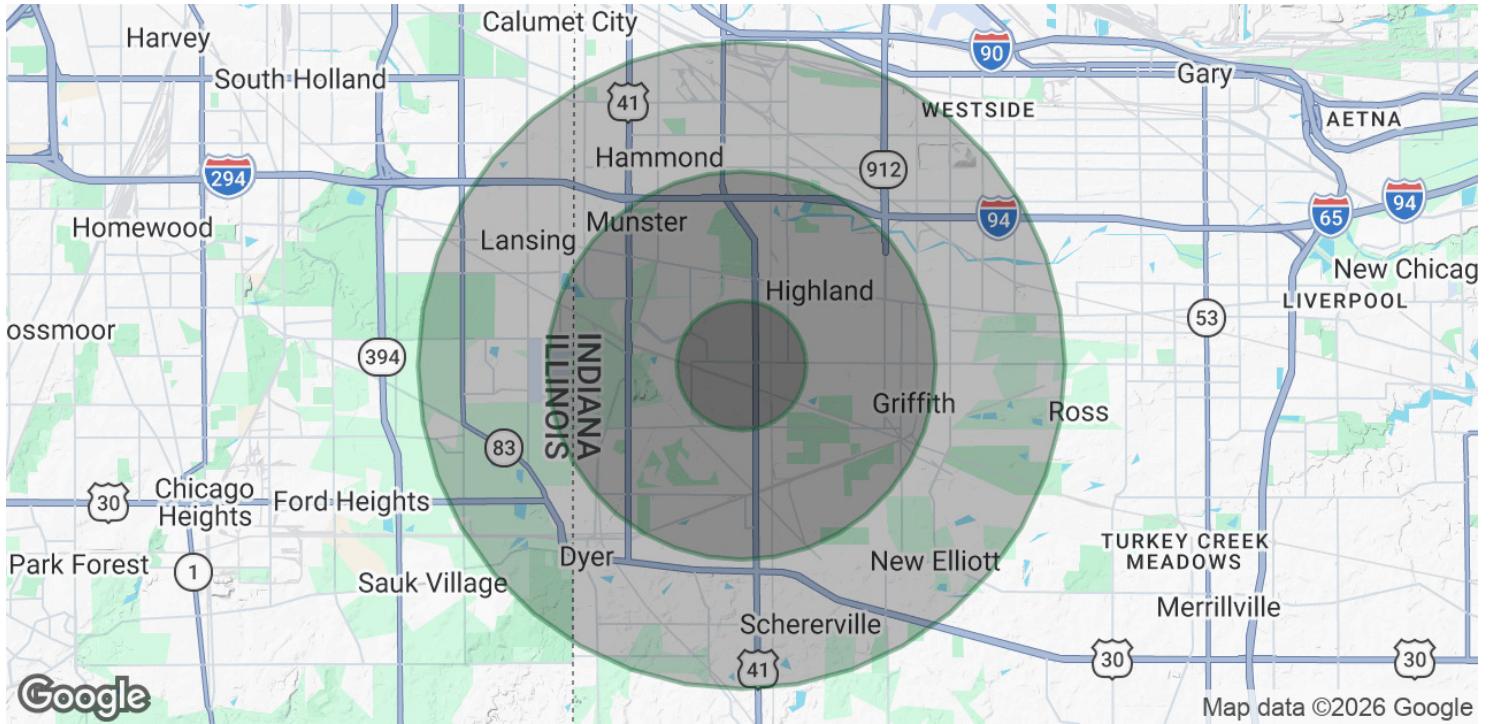 Calumet City
Harvey
90
South Holland
Gary
41
WESTSIDE
AETNA
Hammond
912
294
94
65
94
Homewood
Munster
Lansing
New Chicag
Highland
LIVERPOOL
53
ossmoor
394
INDIANA
ILLINOIS
Griffith
Ross
83
30
Chicago
Heights
Ford Heights
TURKEY CREEK
MEADOWS
Dyer
New Elliott
Park Forest
1
Sauk Village
Merrillville
Schererville
41
30
30
Google
Map data ©2026 Google